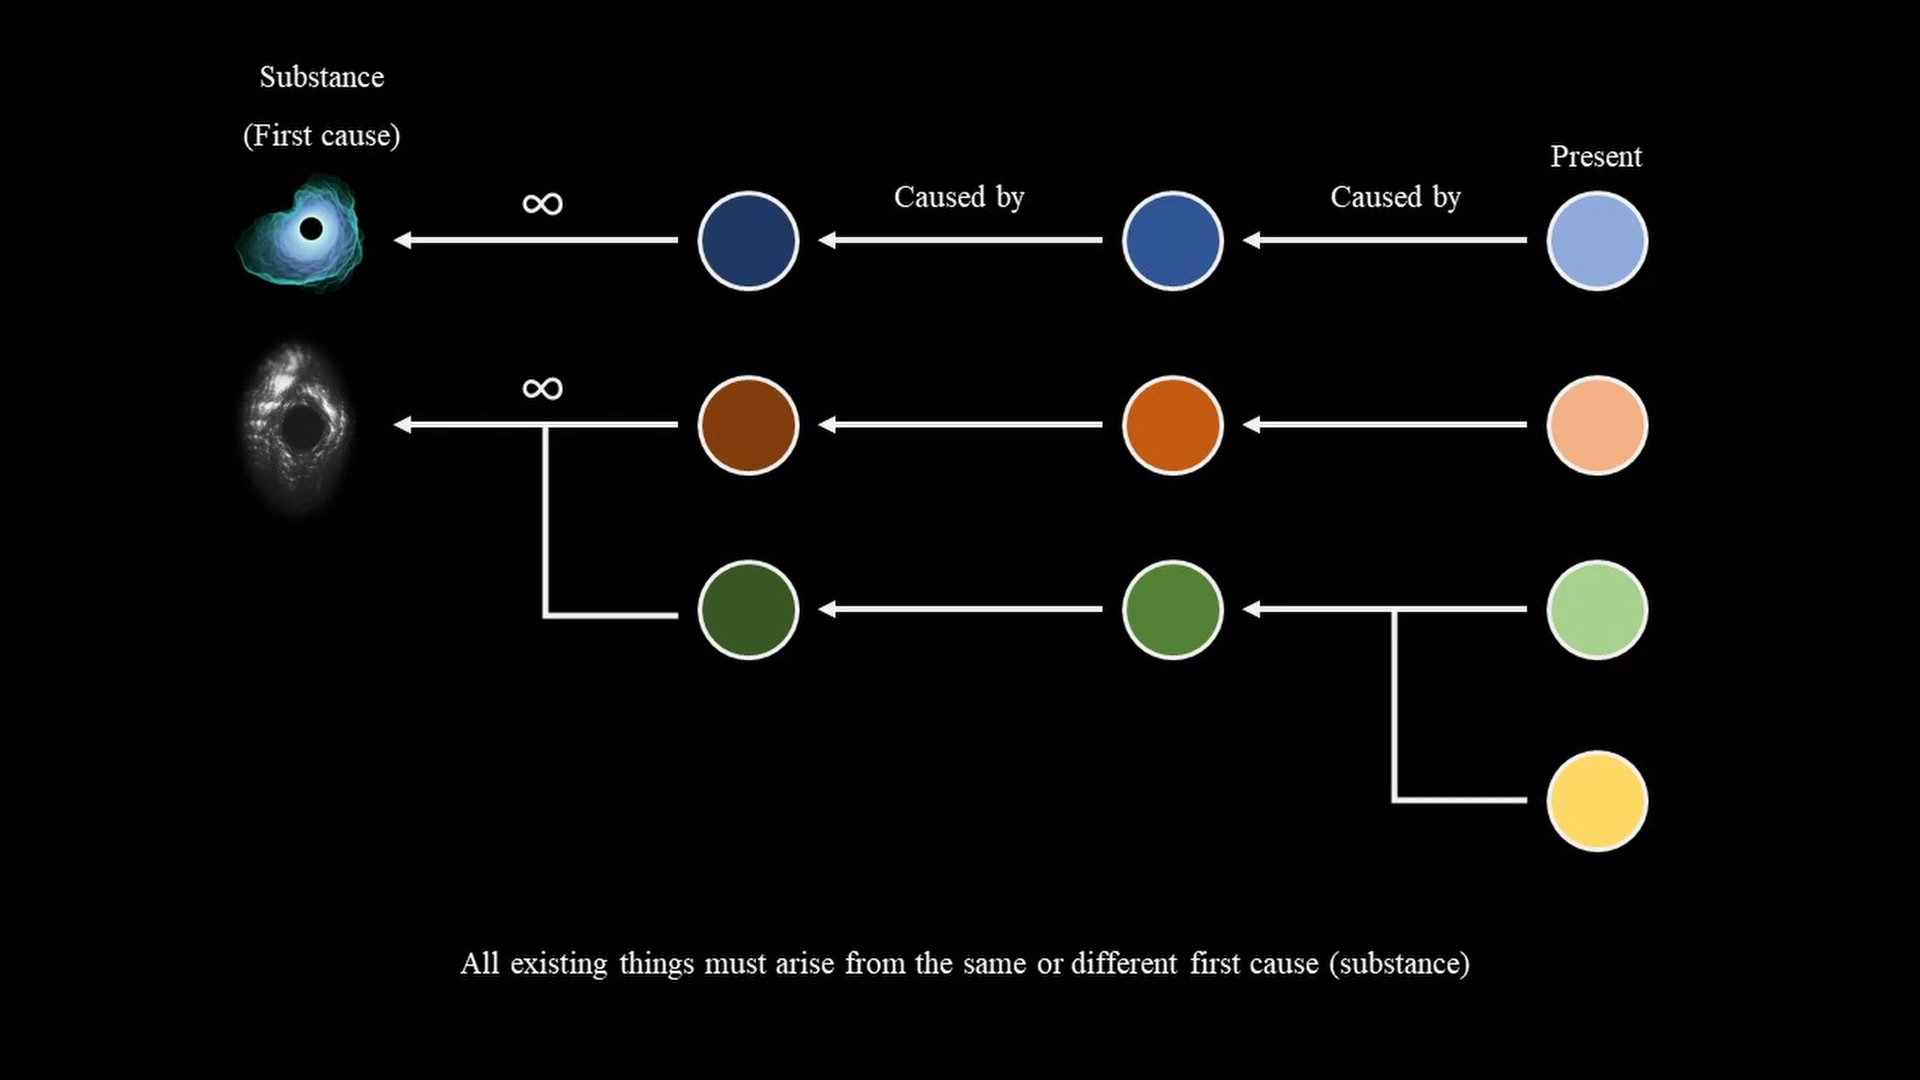 Substance
(First cause)
Present
∞
Caused by
Caused by
∞
All existing things must arise from the same or different first cause (substance)